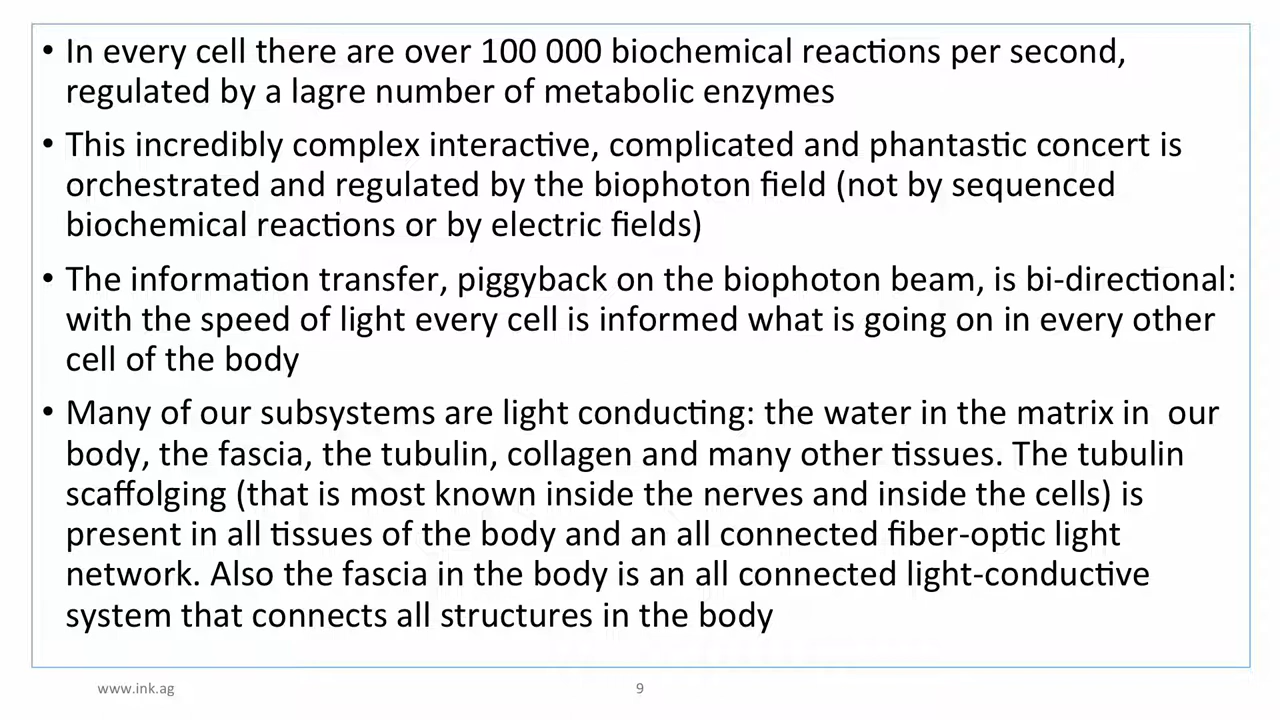 • In every cell there are over 100 000 biochemical reactions per second,
regulated by a lagre number of metabolic enzymes
• This incredibly complex interactive, complicated and phantastic concert is
orchestrated and regulated by the biophoton field (not by sequenced
biochemical reactions or by electric fields)
• The information transfer, piggyback on the biophoton beam, is bi-directional:
with the speed of light every cell is informed what is going on in every other
cell of the body
• Many of our subsystems are light conducting: the water in the matrix in  our
body, the fascia, the tubulin, collagen and many other tissues. The tubulin
scaffolging (that is most known inside the nerves and inside the cells) is
present in all tissues of the body and an all connected fiber-optic light
network. Also the fascia in the body is an all connected light-conductive
system that connects all structures in the body
www.ink.ag
9